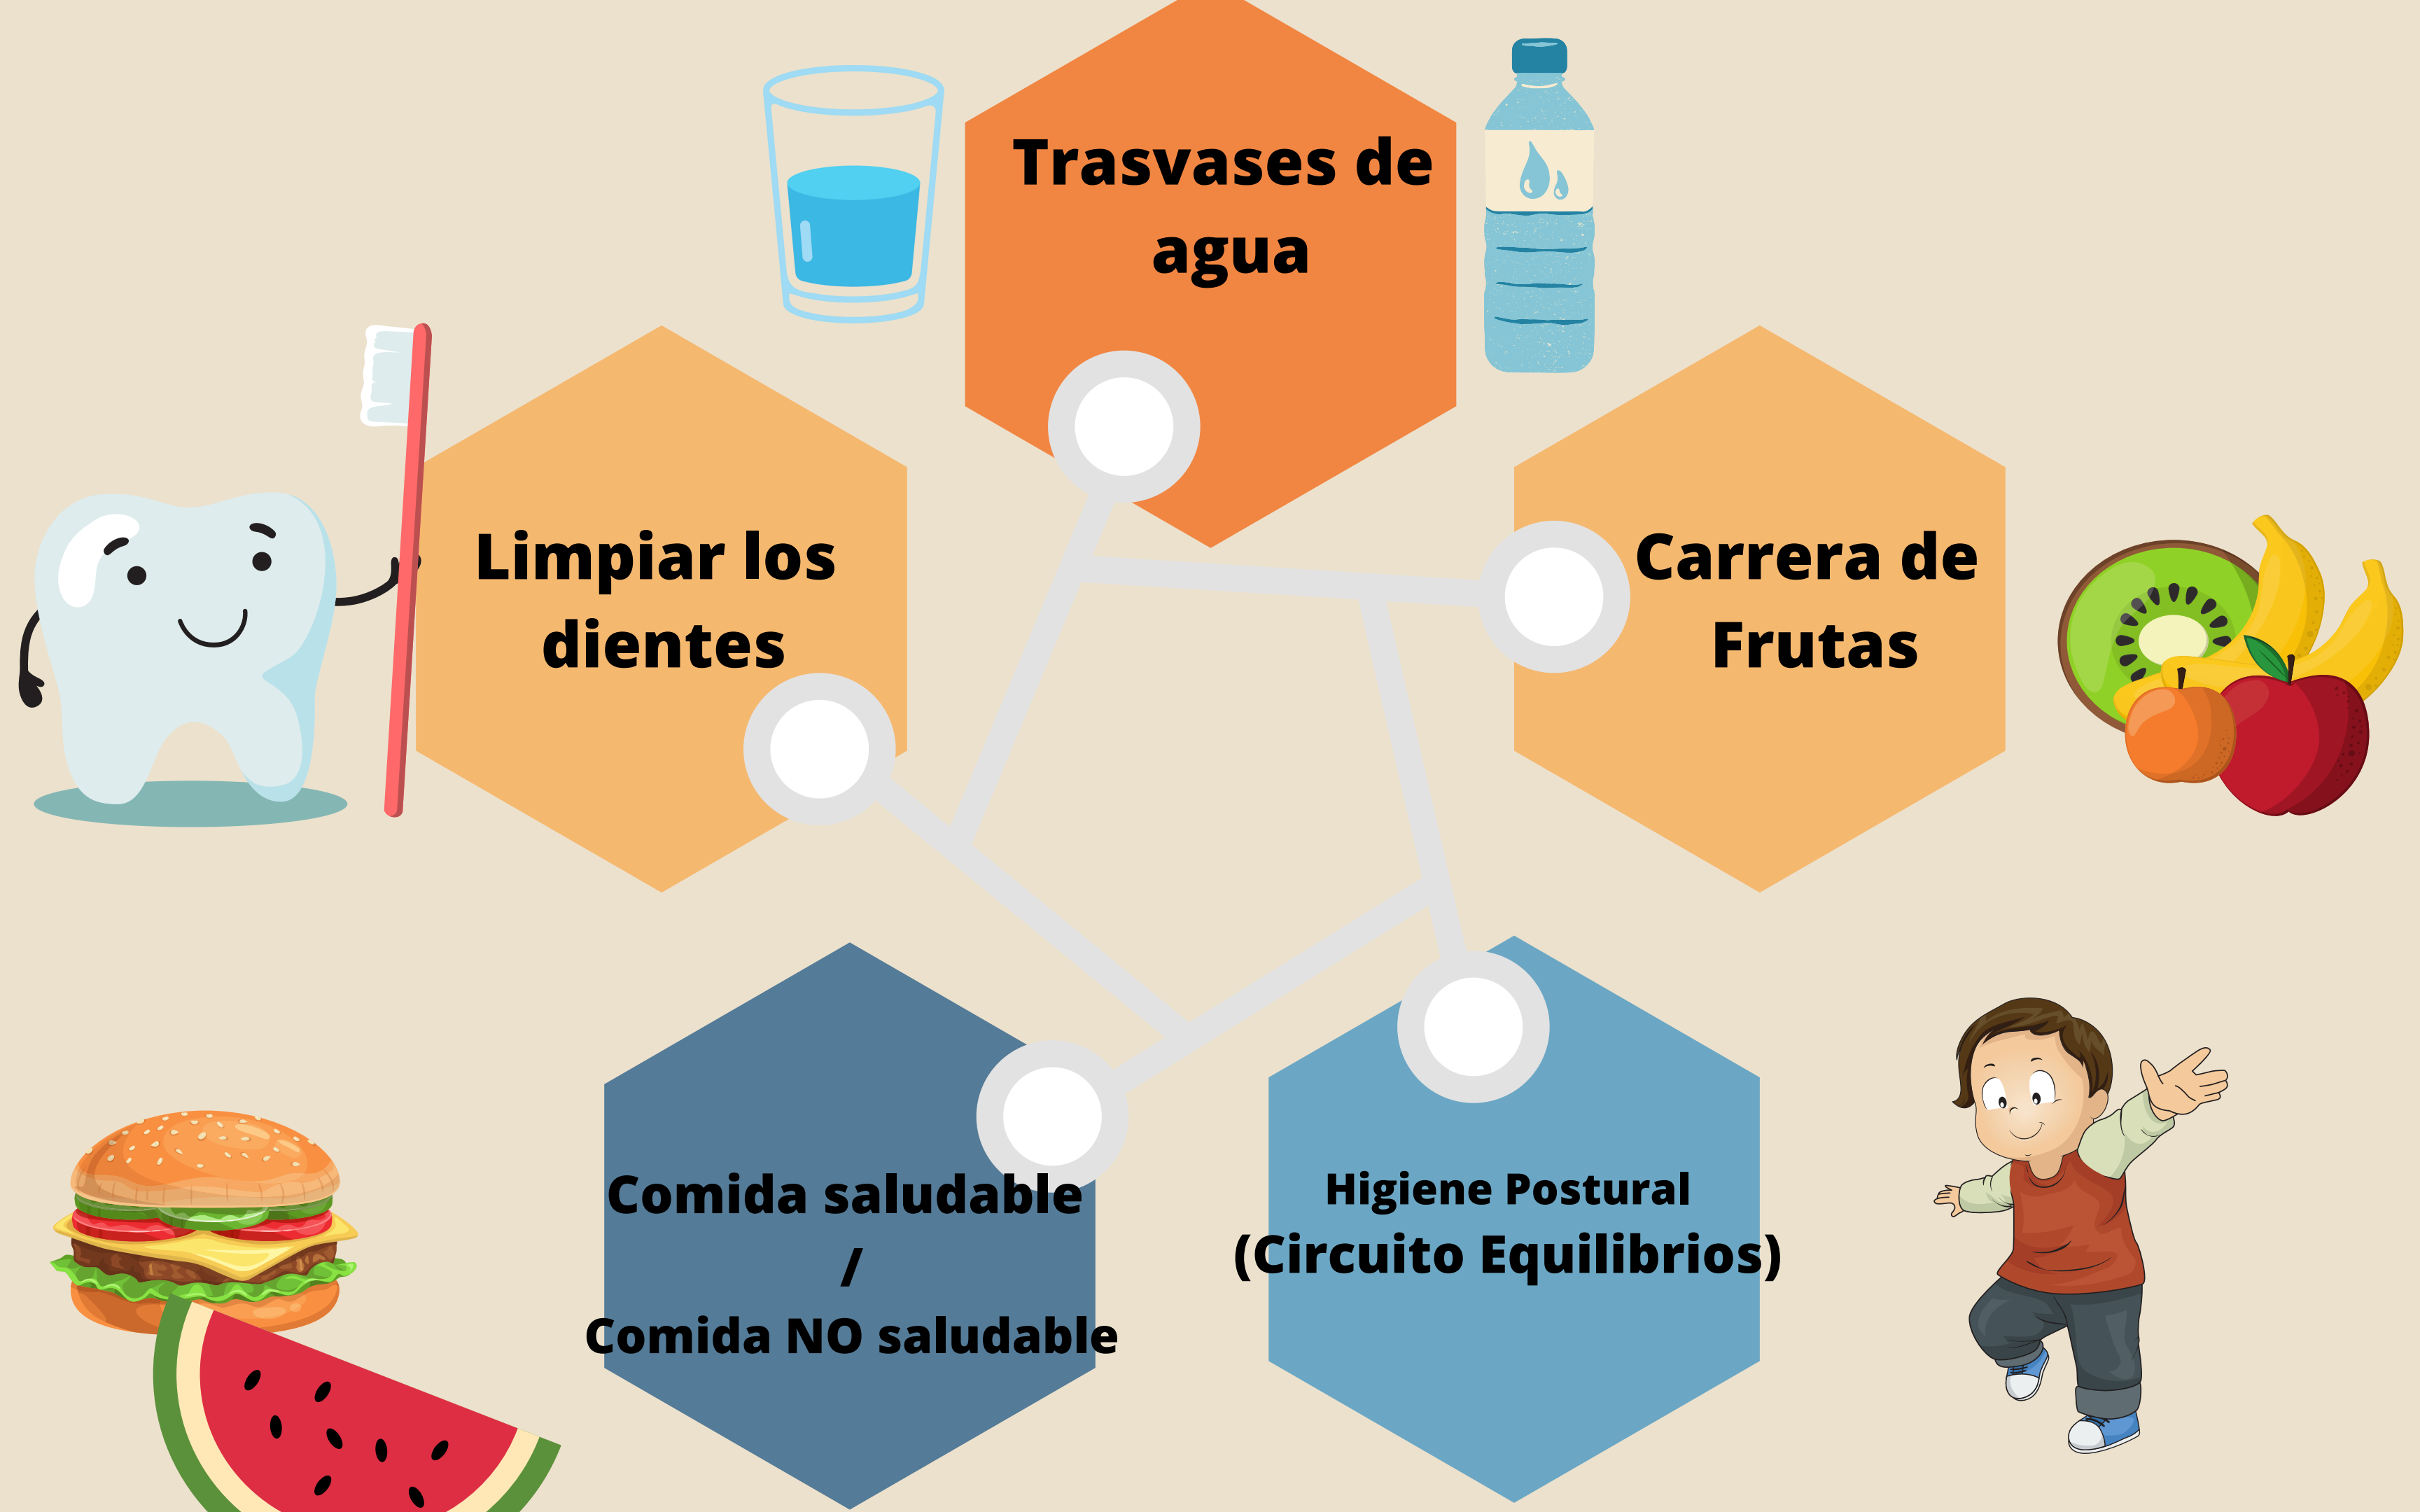 Trasvases de
agua
Limpiar los
dientes
Carrera de
Frutas
Comida saludable
/
Comida NO saludable
Higiene Postural
(Circuito Equilibrios)